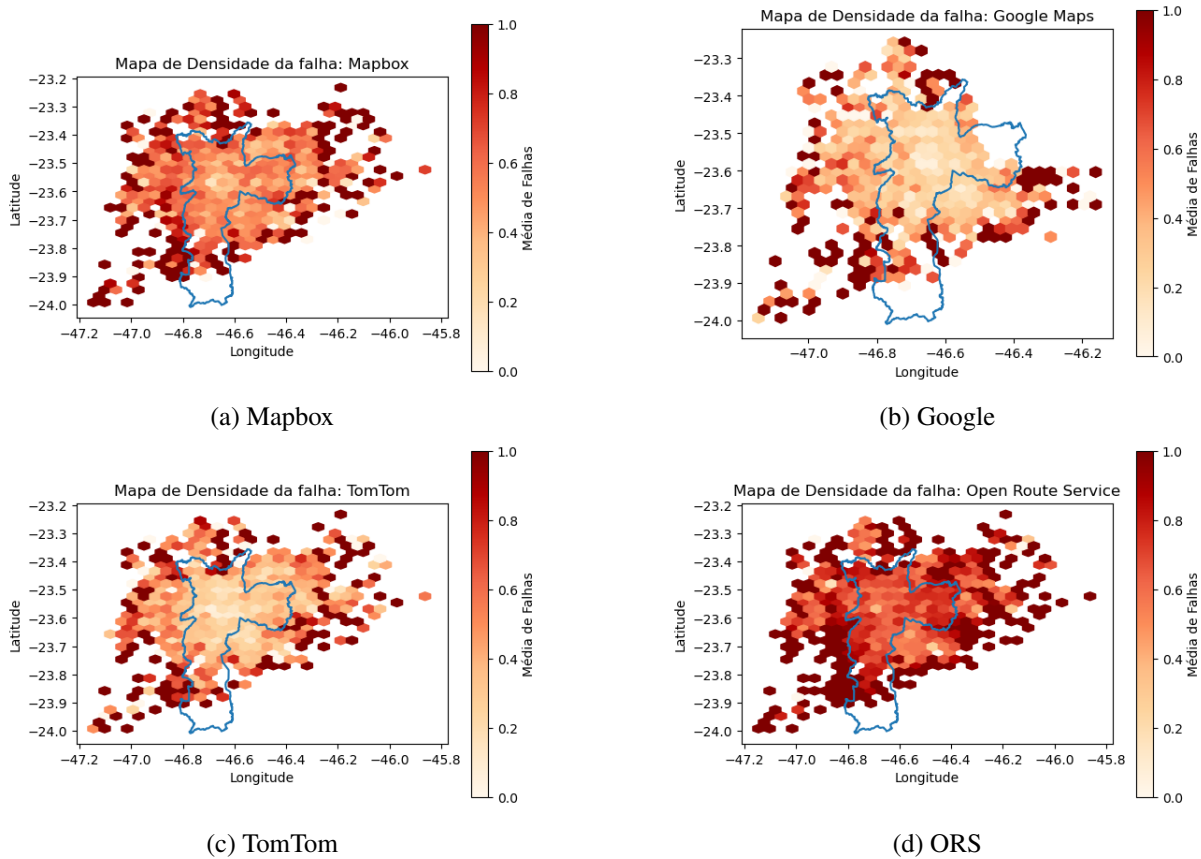 Mapa de Densidade da falha: Mapbox
1.0
0.8
0.6
0.4
0.2
0.0
Média de Falhas
−23.2
−23.3
−23.4
−23.5
−23.6
−23.7
−23.8
−23.9
−24.0
Latitude
−47.2 −47.0 −46.8 −46.6 −46.4 −46.2 −46.0 −45.8
Longitude
(a) Mapbox
Mapa de Densidade da falha: Google Maps
1.0
0.8
0.6
0.4
0.2
0.0
Média de Falhas
−23.3
−23.4
−23.5
−23.6
−23.7
−23.8
−23.9
−24.0
Latitude
−47.0 −46.8 −46.6 −46.4 −46.2
Longitude
(b) Google
Mapa de Densidade da falha: TomTom
1.0
0.8
0.6
0.4
0.2
0.0
Média de Falhas
−23.2
−23.3
−23.4
−23.5
−23.6
−23.7
−23.8
−23.9
−24.0
Latitude
−47.2 −47.0 −46.8 −46.6 −46.4 −46.2 −46.0 −45.8
Longitude
(c) TomTom
Mapa de Densidade da falha: Open Route Service
1.0
0.8
0.6
0.4
0.2
0.0
Média de Falhas
−23.2
−23.3
−23.4
−23.5
−23.6
−23.7
−23.8
−23.9
−24.0
Latitude
−47.2 −47.0 −46.8 −46.6 −46.4 −46.2 −46.0 −45.8
Longitude
(d) ORS